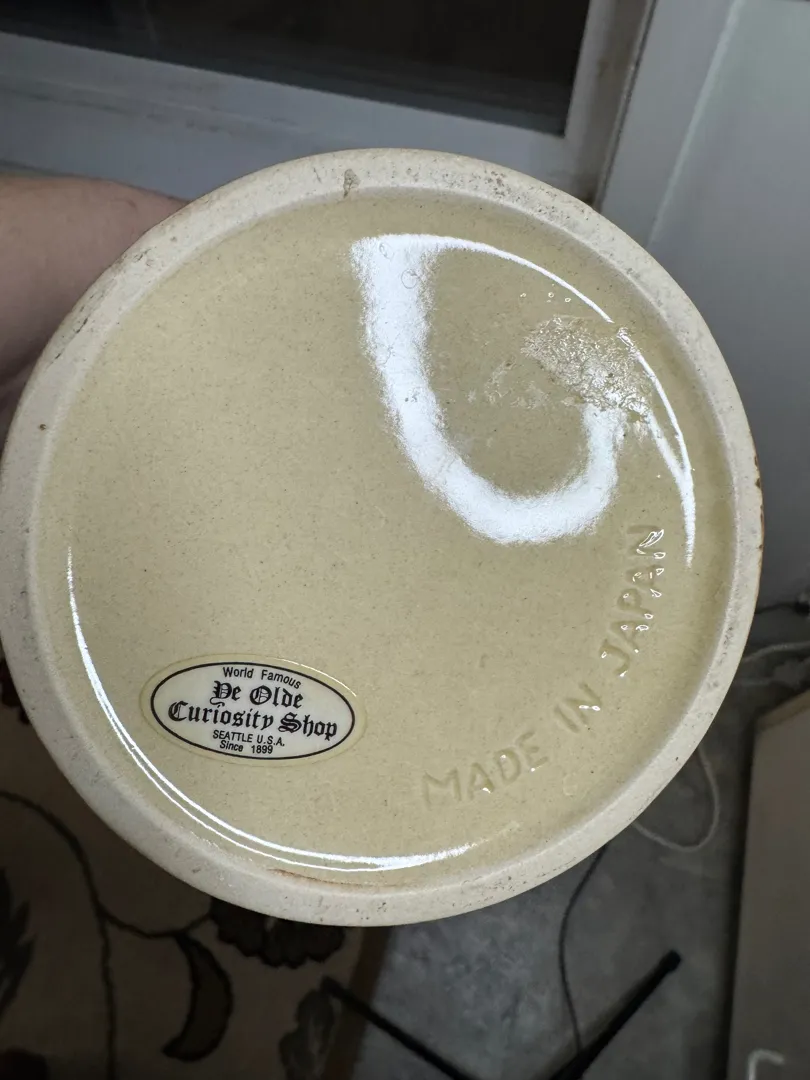 World Famous
Ye Olde
Curiosity Shop
SEATTLE U.S.A.
Since 1899
MADE IN JAPAN